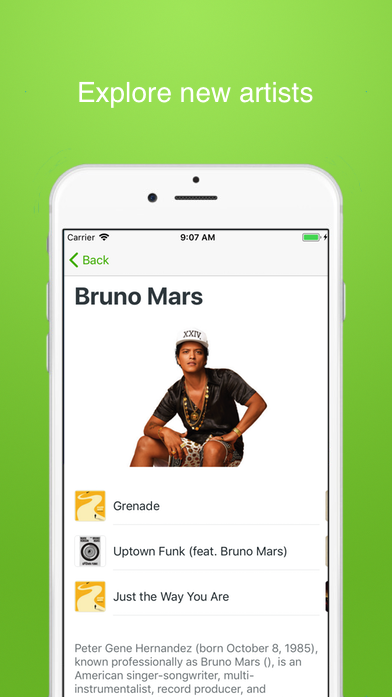 Explore new artists
Carrier 9:07 AM
Back
Bruno Mars
XXIV
Grenade
Uptown Funk (feat. Bruno Mars)
Just the Way You Are
Peter Gene Hernandez (born October 8, 1985),
known professionally as Bruno Mars (), is an
American singer-songwriter, multi-
instrumentalist, record producer, and